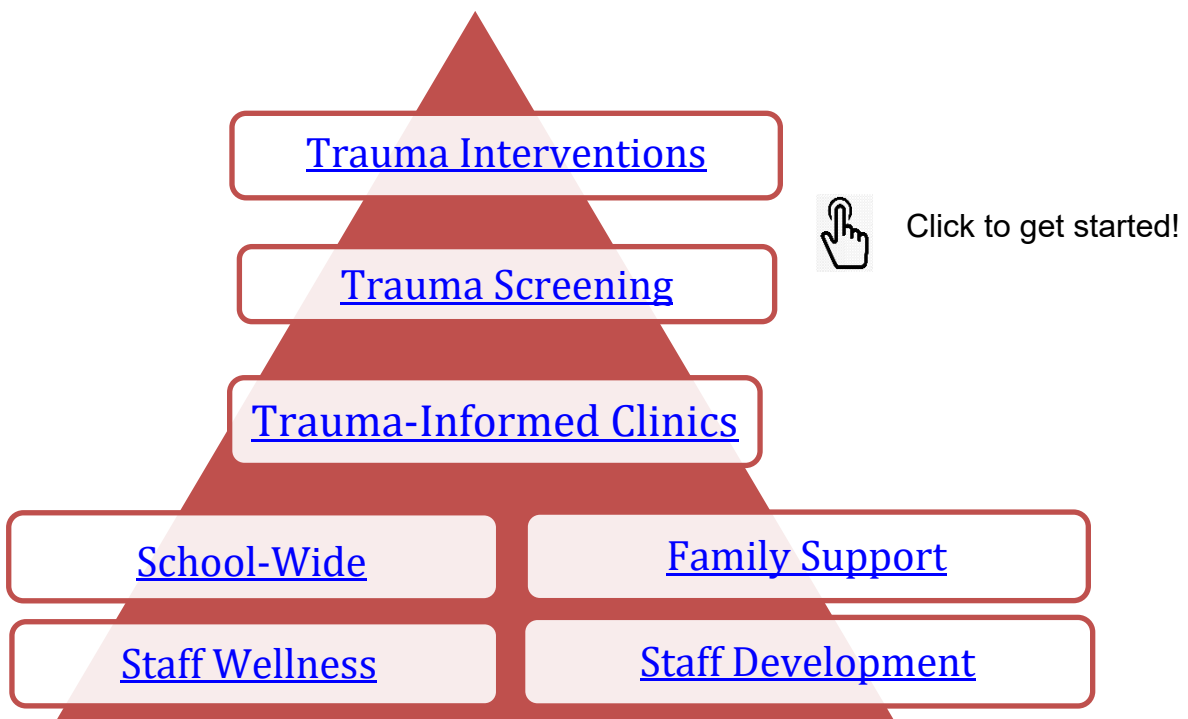 Trauma Interventions
Click to get started!
Trauma Screening
Trauma-Informed Clinics
School-Wide
Family Support
Staff Wellness
Staff Development